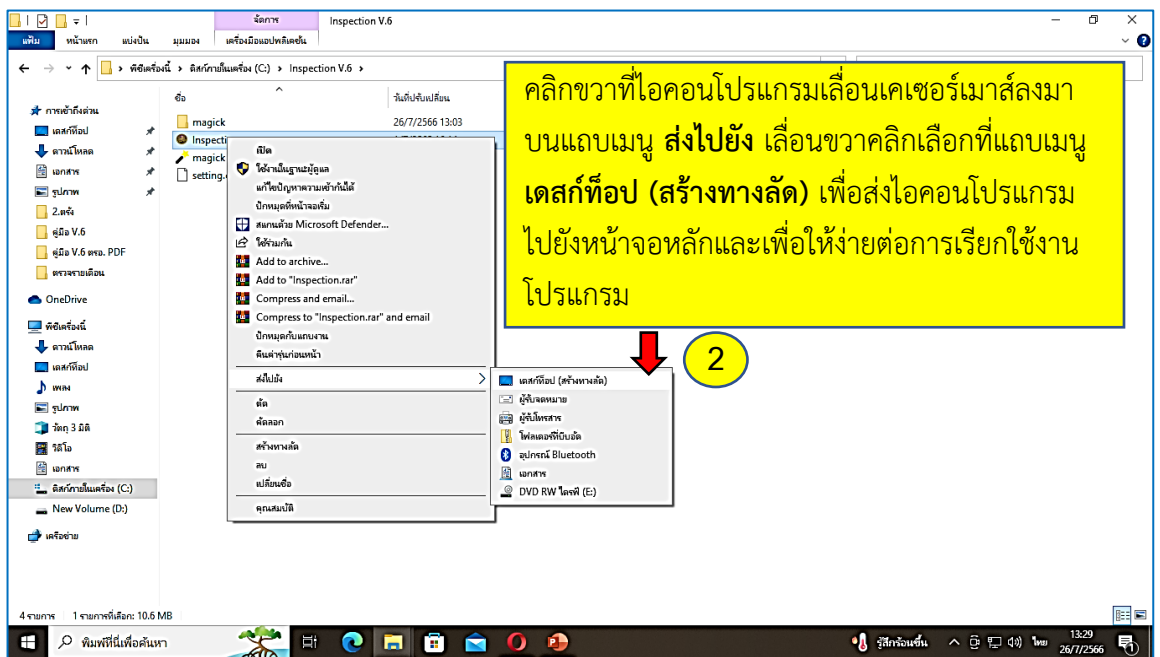 จัดการ
Inspection V.6
แฟ้ม
หน้าแรก
แบ่งปัน
มุมมอง
เครื่องมือแอปพลิเคชัน
พีซีเครื่องนี้ › ดิสก์ภายในเครื่อง (C:) › Inspection V.6 ›
ชื่อ
วันที่ปรับเปลี่ยน
การเข้าถึงด่วน
เดสก์ท็อป
ดาวน์โหลด
เอกสาร
รูปภาพ
2.ตรัง
คู่มือ V.6
คู่มือ V.6 ตรอ. PDF
ตรวจรายเดือน
OneDrive
พีซีเครื่องนี้
ดาวน์โหลด
เดสก์ท็อป
เพลง
รูปภาพ
วัตถุ 3 มิติ
วิดีโอ
เอกสาร
ดิสก์ภายในเครื่อง (C:)
New Volume (D:)
เครือข่าย
magick
26/7/2566 13:03
Inspecti
magick
setting.
เปิด
ใช้งานในฐานะผู้ดูแล
แก้ไขปัญหาความเข้ากันได้
ปักหมุดที่หน้าจอเริ่ม
สแกนด้วย Microsoft Defender...
ใช้ร่วมกัน
Add to archive...
Add to "Inspection.rar"
Compress and email...
Compress to "Inspection.rar" and email
ปักหมุดกับแถบงาน
คืนค่ารุ่นก่อนหน้า
ส่งไปยัง
ตัด
คัดลอก
สร้างทางลัด
ลบ
เปลี่ยนชื่อ
คุณสมบัติ
คลิกขวาที่ไอคอนโปรแกรมเลื่อนเคเซอร์เมาส์ลงมา
บนแถบเมนู ส่งไปยัง เลื่อนขวาคลิกเลือกที่แถบเมนู
เดสก์ท็อป (สร้างทางลัด) เพื่อส่งไอคอนโปรแกรม
ไปยังหน้าจอหลักและเพื่อให้ง่ายต่อการเรียกใช้งาน
โปรแกรม
2
เดสก์ท็อป (สร้างทางลัด)
ผู้รับจดหมาย
ผู้รับโทรสาร
โฟลเดอร์ที่บีบอัด
อุปกรณ์ Bluetooth
เอกสาร
DVD RW ไดรฟ์ (E:)
4 รายการ
1 รายการที่เลือก: 10.6 MB
พิมพ์ที่นี่เพื่อค้นหา
รู้สึกร้อนขึ้น
ไทย
13:29
26/7/2566